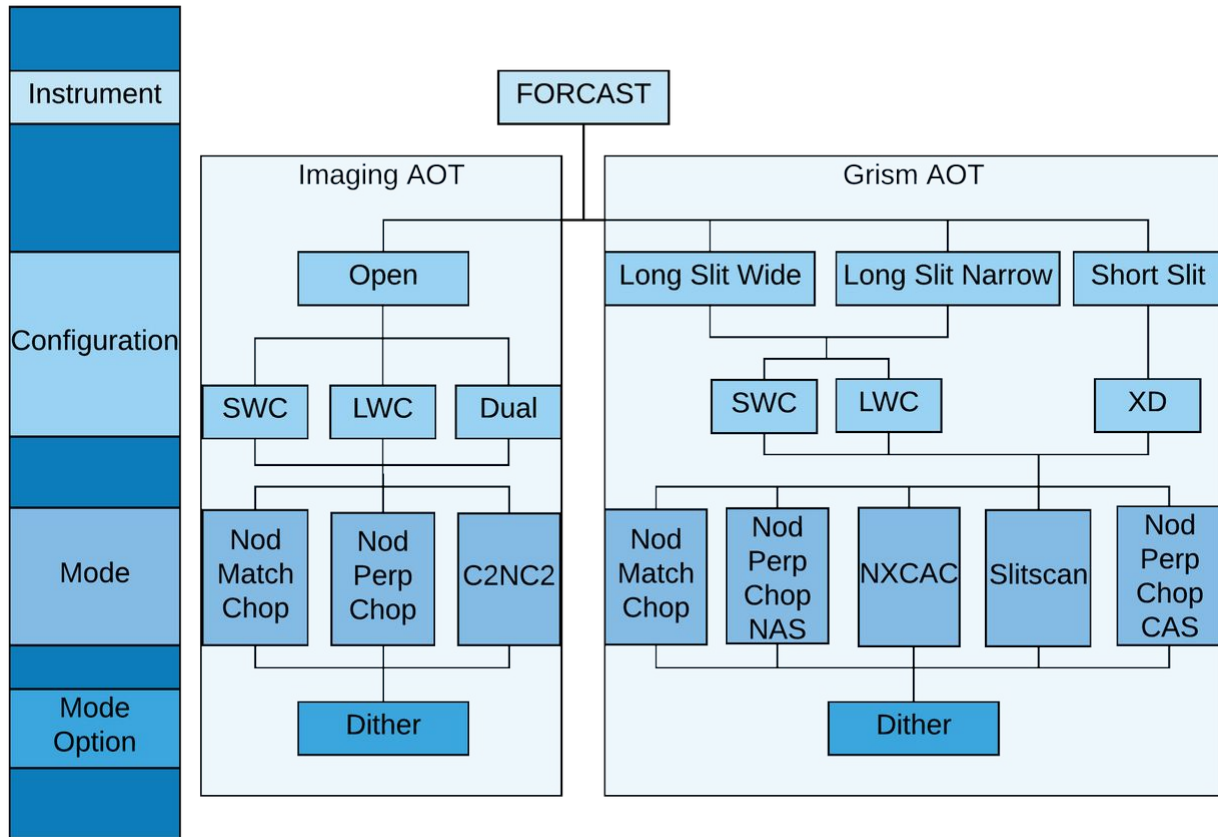 Instrument
FORCAST
Imaging AOT
Grism AOT
Configuration
Open
Long Slit Wide
Long Slit Narrow
Short Slit
SWC
LWC
Dual
SWC
LWC
XD
Mode
Nod
Match
Chop
Nod
Perp
Chop
C2NC2
Nod
Match
Chop
Nod
Perp
Chop
NAS
NXCAC
Slitscan
Nod
Perp
Chop
CAS
Mode
Option
Dither
Dither